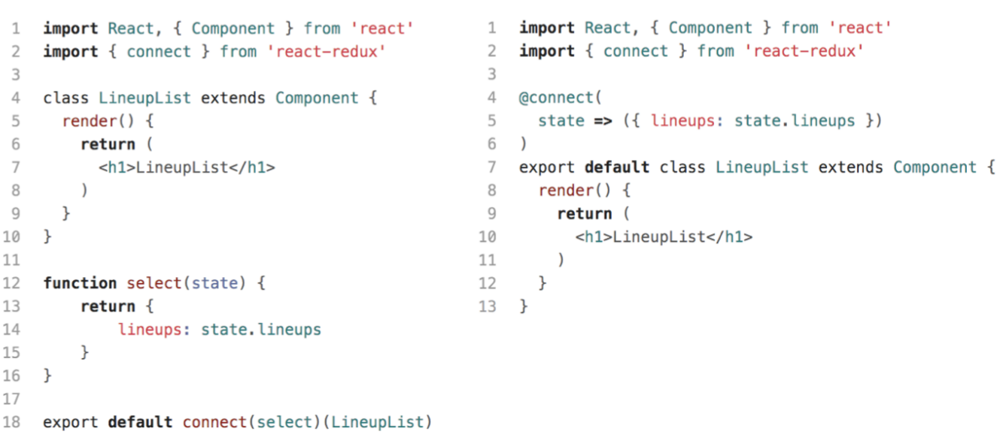 1 import React, { Component } from 'react'
2 import { connect } from 'react-redux'
3
4 class LineupList extends Component {
5   render() {
6     return (
7       <h1>LineupList</h1>
8     )
9   }
10 }
11
12 function select(state) {
13     return {
14         lineups: state.lineups
15     }
16 }
17
18 export default connect(select)(LineupList)
1 import React, { Component } from 'react'
2 import { connect } from 'react-redux'
3
4 @connect(
5   state => ({ lineups: state.lineups })
6 )
7 export default class LineupList extends Component {
8   render() {
9     return (
10       <h1>LineupList</h1>
11     )
12   }
13 }